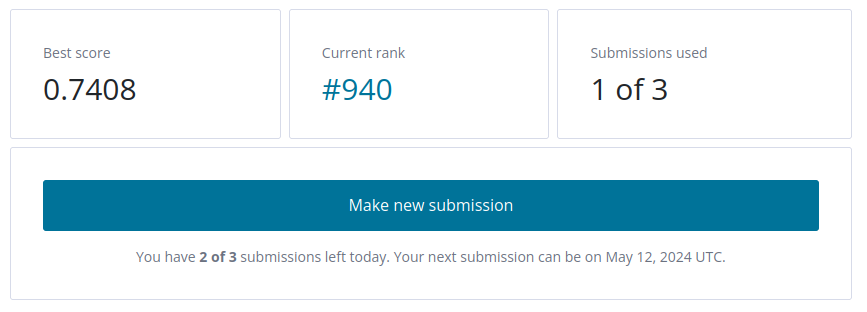 Best score
0.7408
Current rank
#940
Submissions used
1 of 3
Make new submission
You have 2 of 3 submissions left today. Your next submission can be on May 12, 2024 UTC.